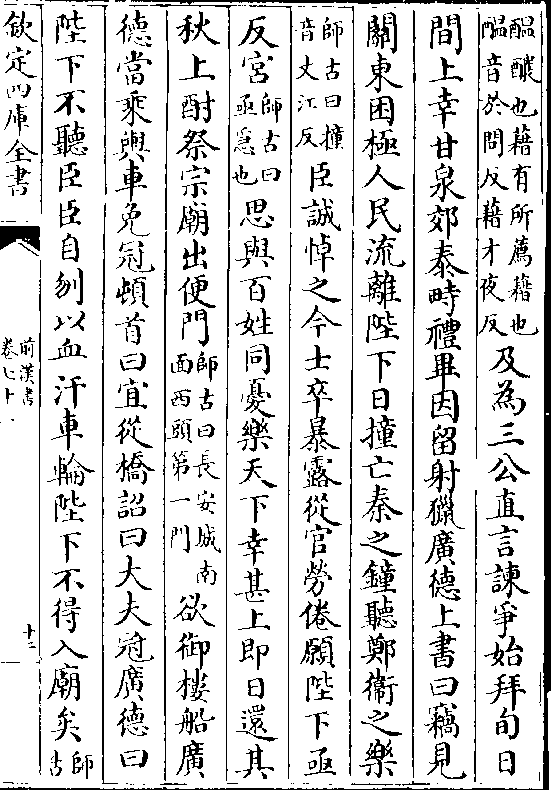 醖釀也藉有所薦藉也
醖音於問反藉才夜反
及為三公直言諫爭始拜旬日
間上幸甘泉郊泰畤禮畢因留射獵廣德上書曰竊見
關東困極人民流離陛下日撞亡秦之鐘聽鄭衛之樂
師古曰撞
音丈江反
臣誠悼之今士卒暴露從官勞倦願陛下亟
反宮
師古曰
亟急也
思與百姓同憂樂天下幸甚上即日還其
秋上酎祭宗廟出便門
師古曰長安城南
面西頭第一門
欲御樓船廣
德當乘輿車免冠頓首曰宜從橋詔曰大夫冠廣德曰
陛下不聽臣臣自刎以血汙車輪陛下不得入廟矣
師
古
欽定四庫全書
前漢書
卷七十一
十二